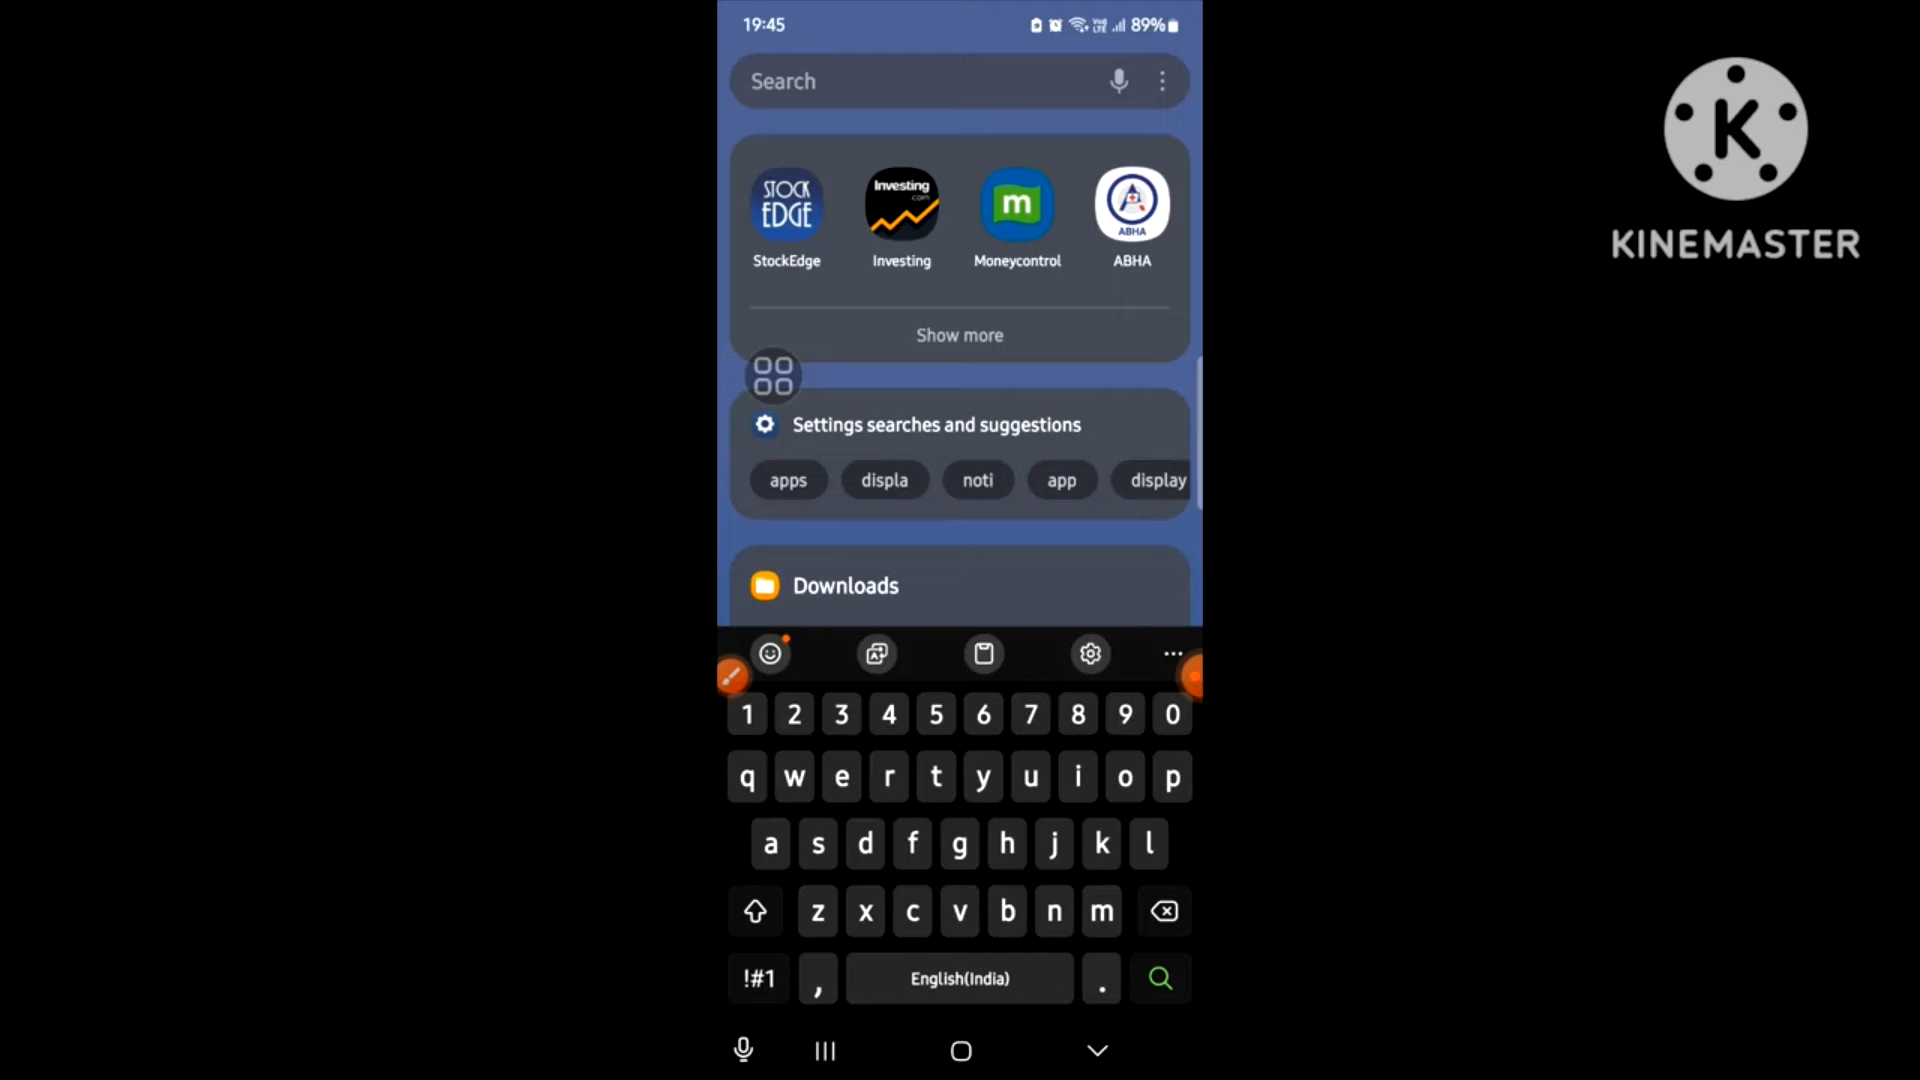 19:45 Vo) LTE 89%
Search
K
KINEMASTER
STOCK EDGE
Investing .com
m
ABHA
StockEdge Investing Moneycontrol ABHA
Show more
Settings searches and suggestions
apps displa noti app display
Downloads
1 2 3 4 5 6 7 8 9 0
q w e r t y u i o p
a s d f g h j k l
z x c v b n m
!#1 , English(India) .